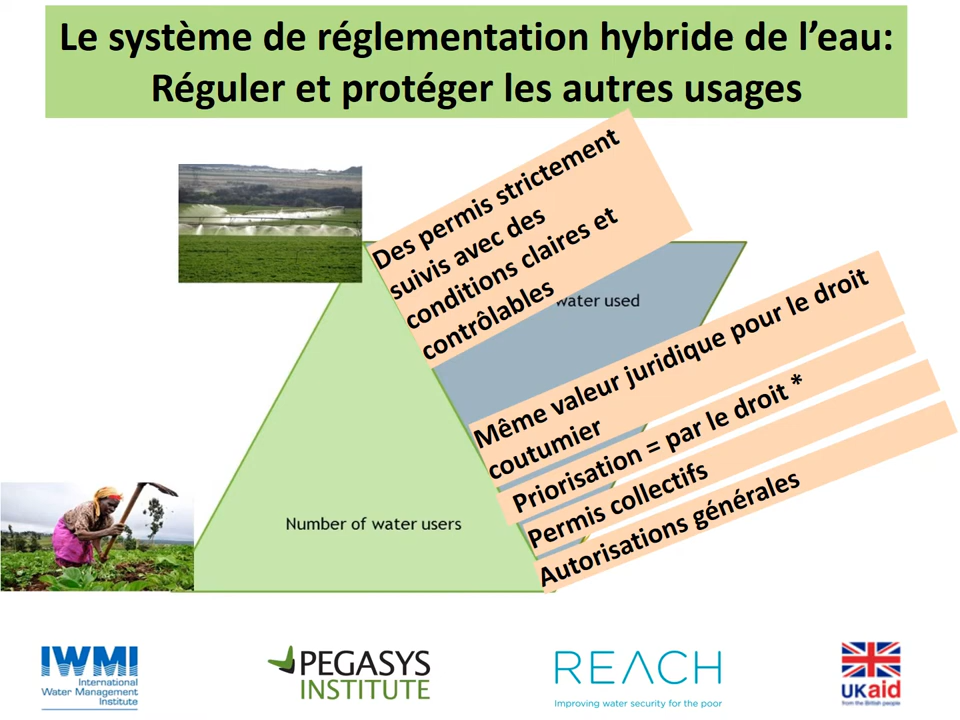 Le système de réglementation hybride de l'eau:
Réguler et protéger les autres usages
Des permis strictement
suivis avec des
conditions claires et
contrôlables
water used
Même valeur juridique pour le droit
coutumier
Priorisation = par le droit *
Permis collectifs
Autorisations générales
Number of water users
IWMI
International
Water Management
Institute
PEGASYS
INSTITUTE
REACH
Improving water security for the poor
UKaid
from the British people